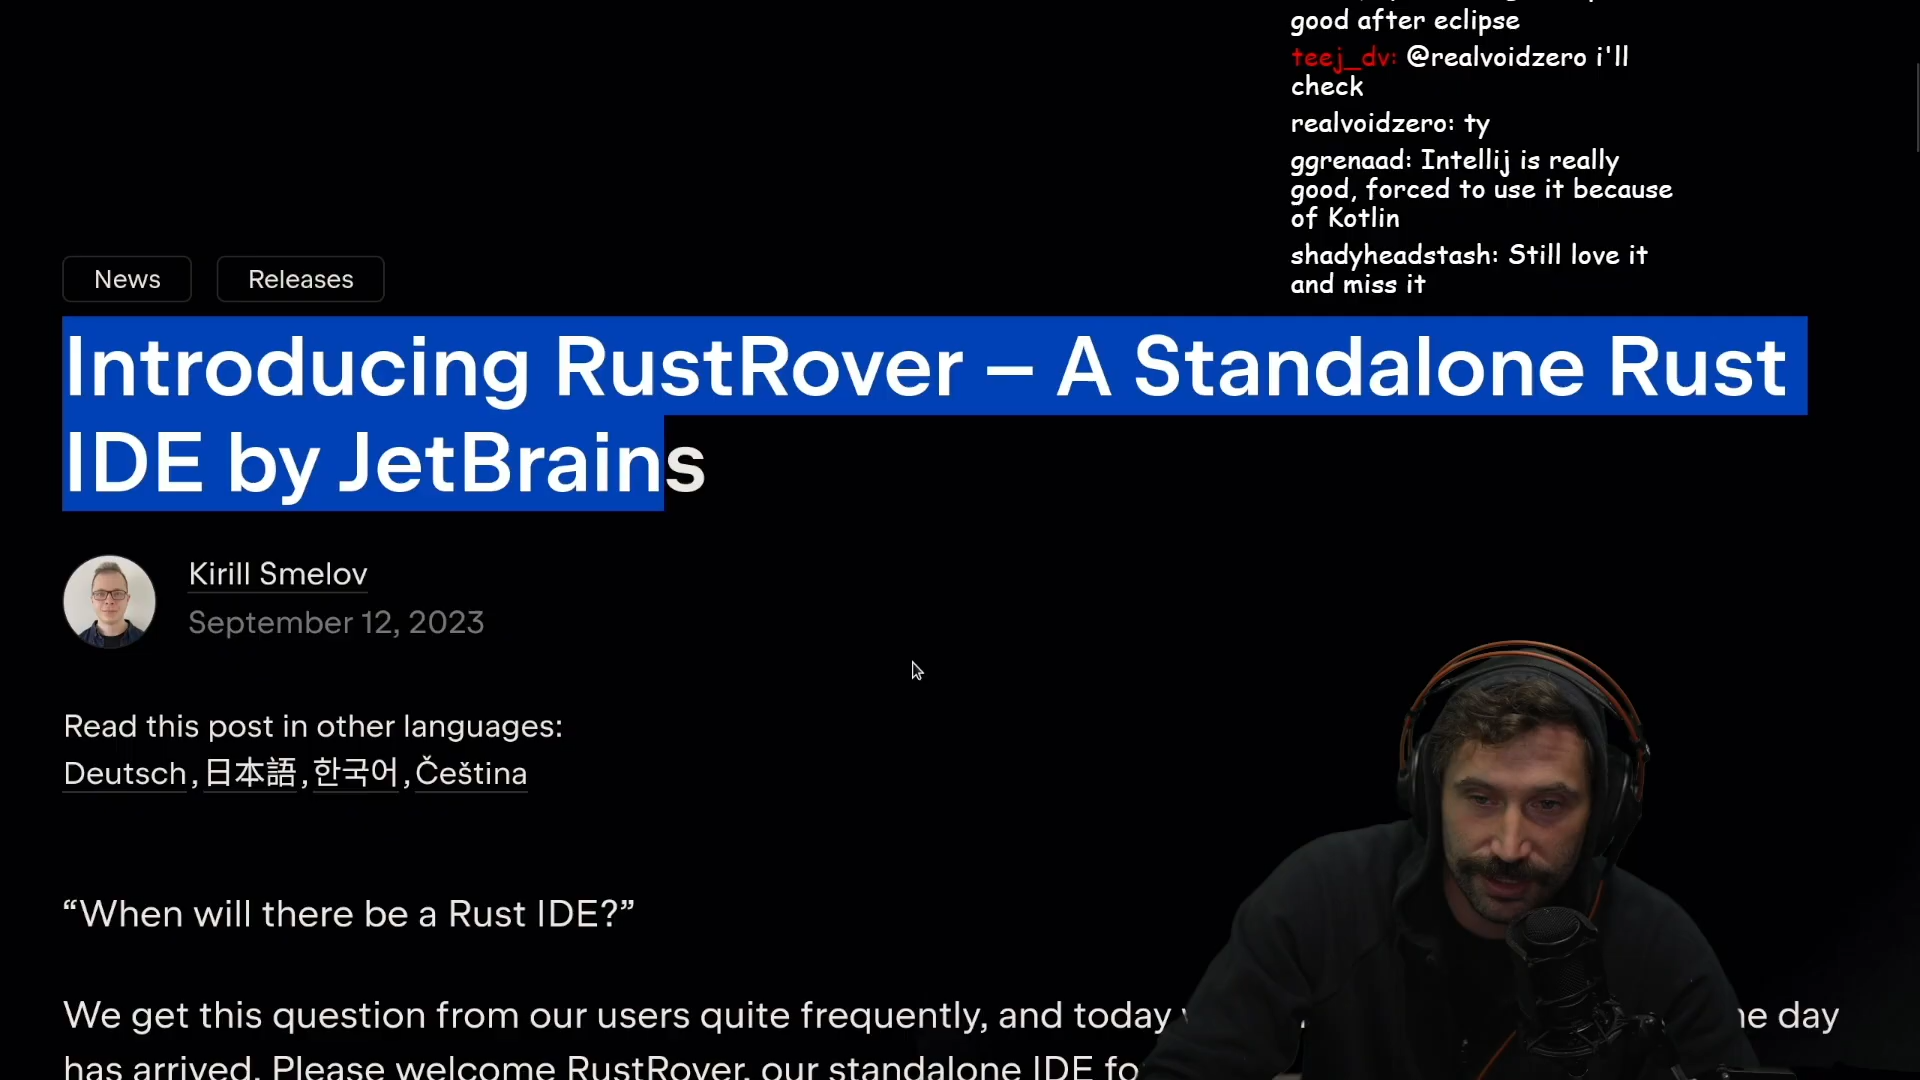 good after eclipse
teej_dv: @realvoidzero i'll
check
realvoidzero: ty
ggrenaad: Intellij is really
good, forced to use it because
of Kotlin
shadyheadstash: Still love it
and miss it
News
Releases
Introducing RustRover – A Standalone Rust
IDE by JetBrains
Kirill Smelov
September 12, 2023
Read this post in other languages:
Deutsch, 日本語, 한국어, Čeština
“When will there be a Rust IDE?”
We get this question from our users quite frequently, and today day
has arrived. Please welcome RustRover, our standalone IDE